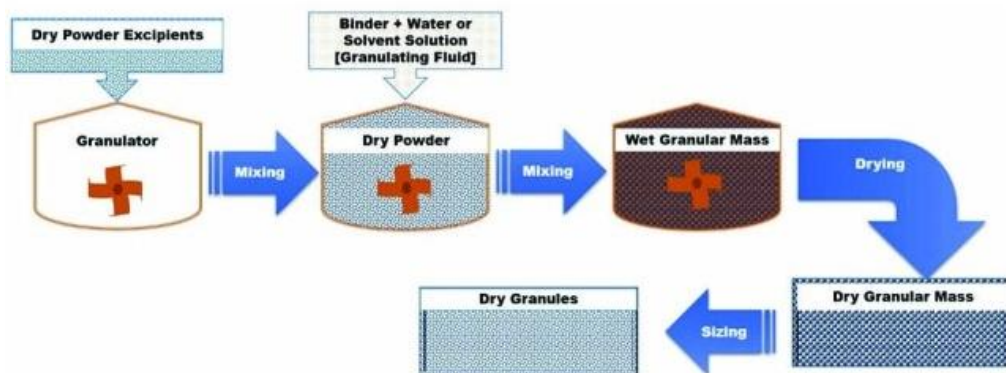 Dry Powder Excipients
Binder + Water or
Solvent Solution
[Granulating Fluid]
Granulator
Mixing
Dry Powder
Mixing
Wet Granular Mass
Drying
Dry Granular Mass
Sizing
Dry Granules